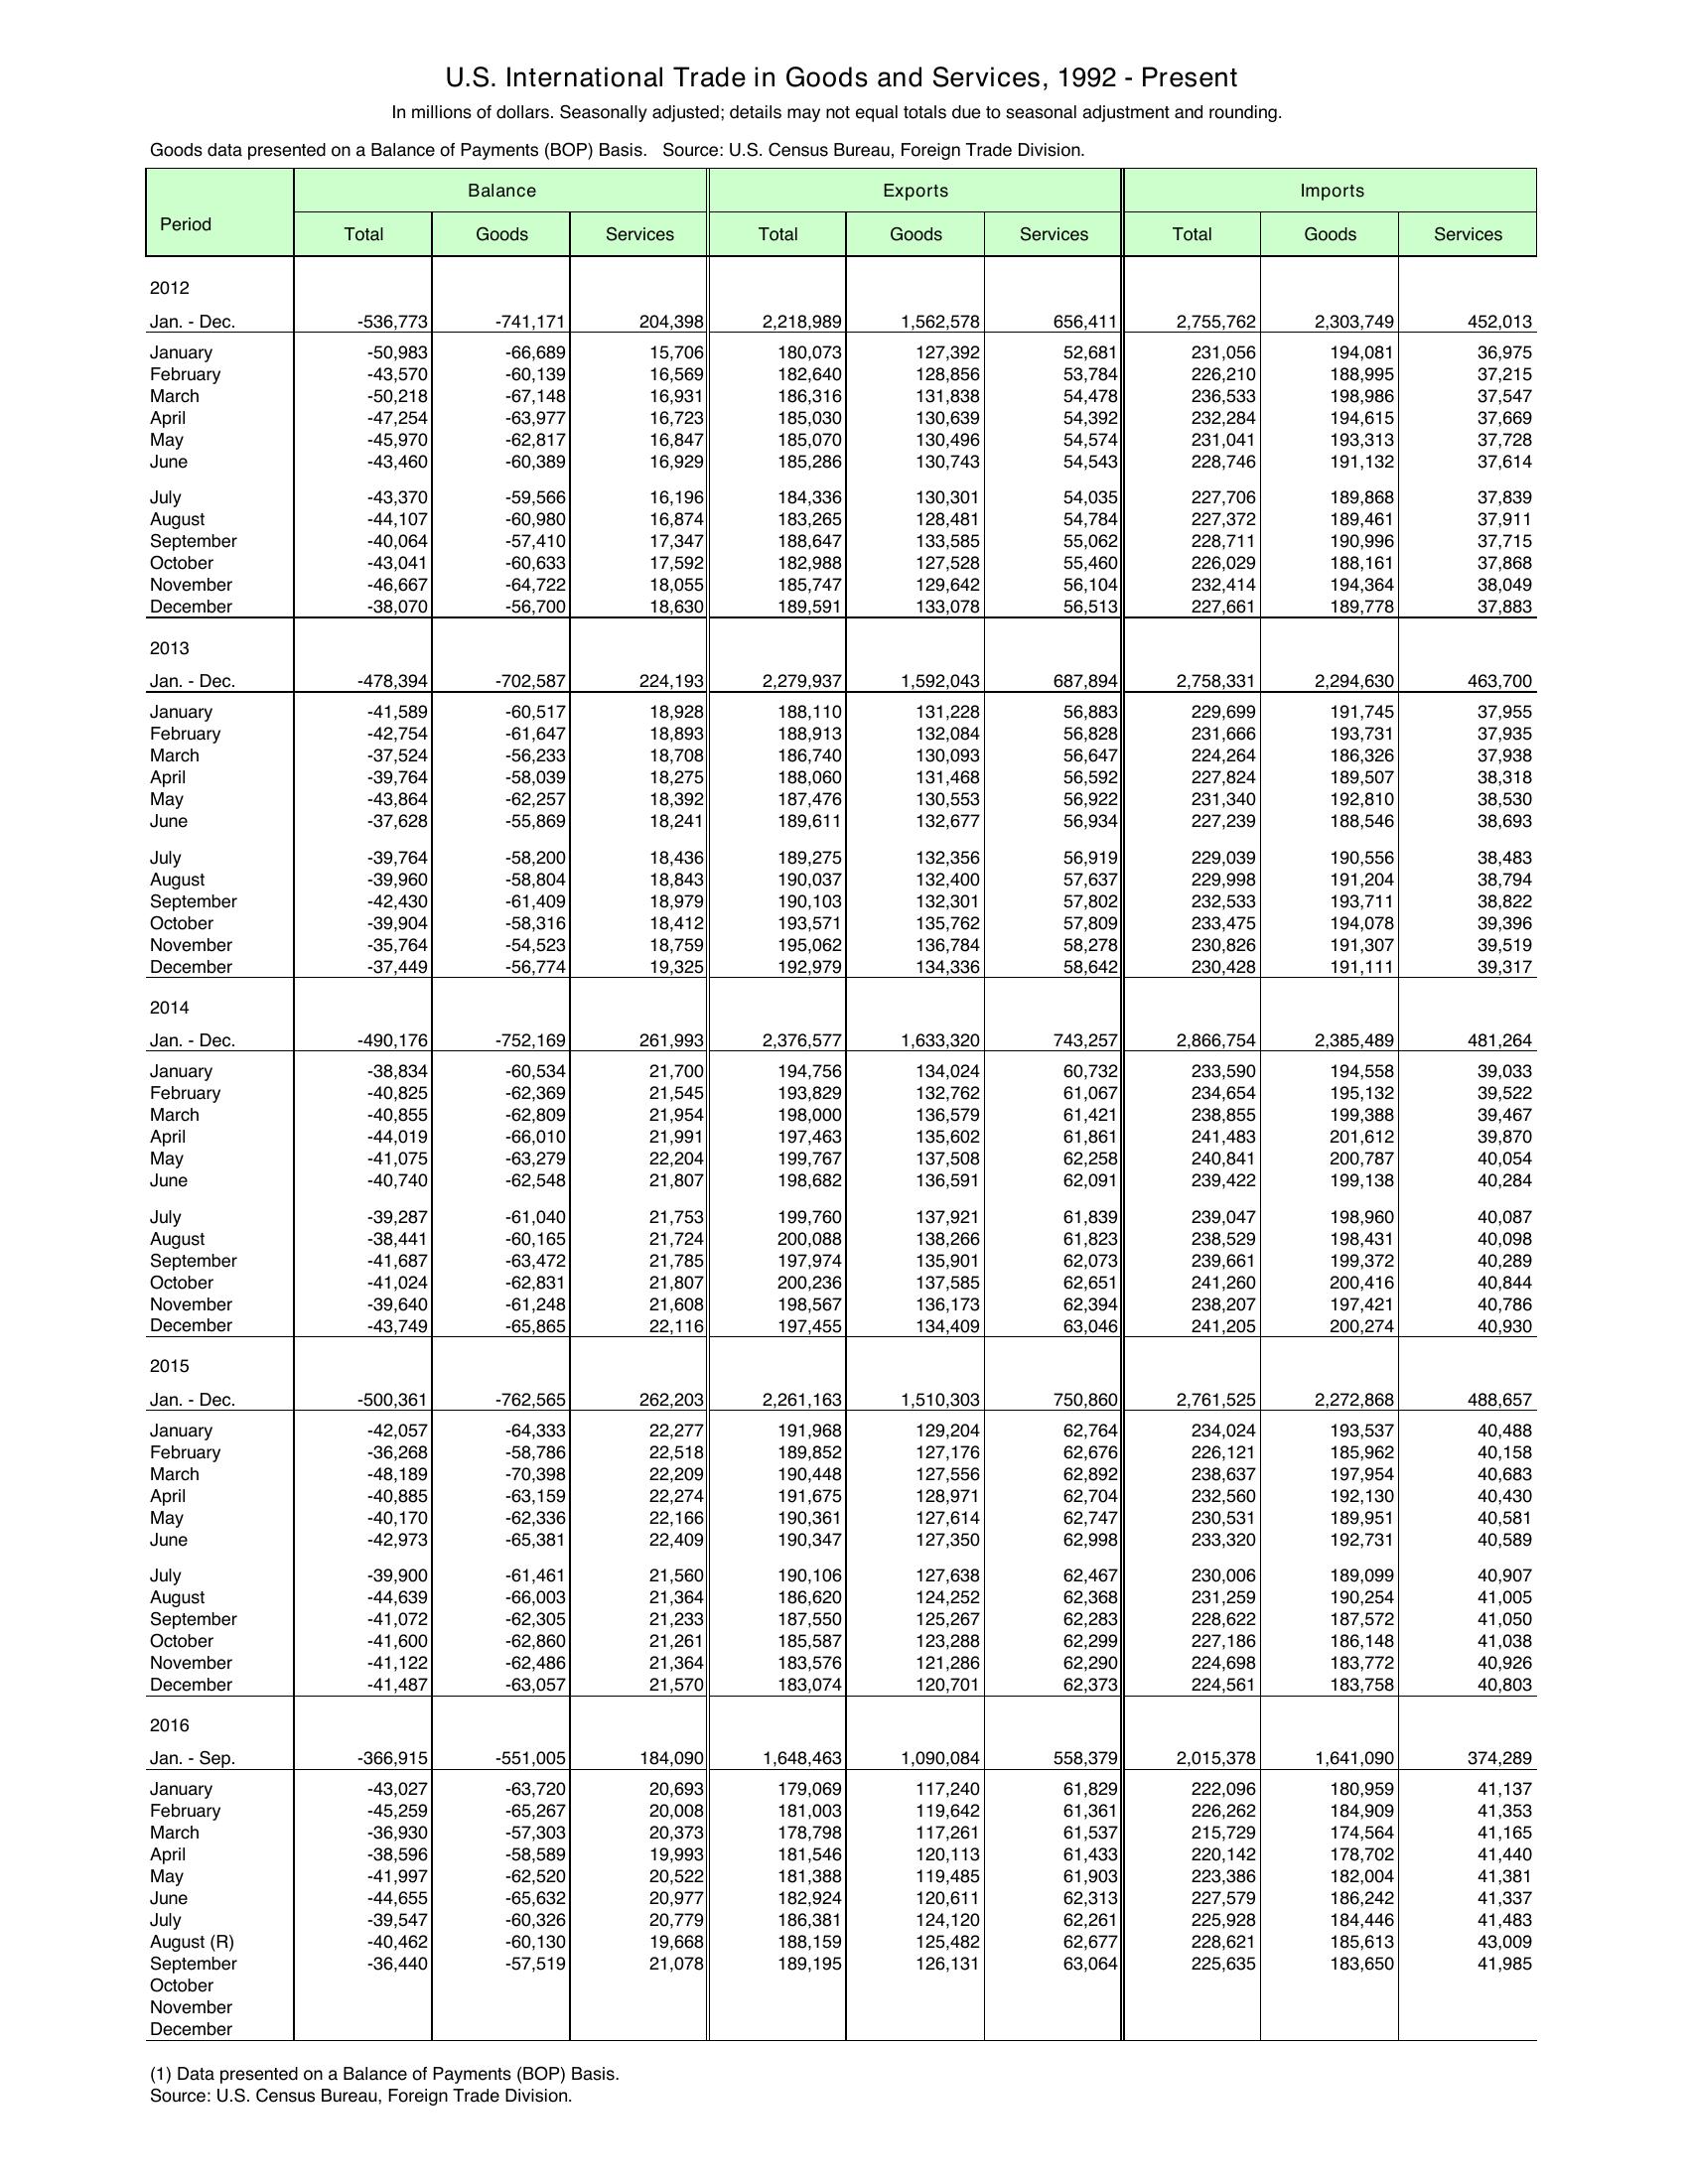 U.S. International Trade in Goods and Services, 1992 - Present
In millions of dollars. Seasonally adjusted; details may not equal totals due to seasonal adjustment and rounding.
Goods data presented on a Balance of Payments (BOP) Basis. Source: U.S. Census Bureau, Foreign Trade Division.
Period Balance Exports Imports
Total Goods Services Total Goods Services Total Goods Services
2012
Jan. - Dec. -536,773 -741,171 204,398 2,218,989 1,562,578 656,411 2,755,762 2,303,749 452,013
January -50,983 -66,689 15,706 180,073 127,392 52,681 231,056 194,081 36,975
February -43,570 -60,139 16,569 182,640 128,856 53,784 226,210 188,995 37,215
March -50,218 -67,148 16,931 186,316 131,838 54,478 236,533 198,986 37,547
April -47,254 -63,977 16,723 185,030 130,639 54,392 232,284 194,615 37,669
May -45,970 -62,817 16,847 185,070 130,496 54,574 231,041 193,313 37,728
June -43,460 -60,389 16,929 185,286 130,743 54,543 228,746 191,132 37,614
July -43,370 -59,566 16,196 184,336 130,301 54,035 227,706 189,868 37,839
August -44,107 -60,980 16,874 183,265 128,481 54,784 227,372 189,461 37,911
September -40,064 -57,410 17,347 188,647 133,585 55,062 228,711 190,996 37,715
October -43,041 -60,633 17,592 182,988 127,528 55,460 226,029 188,161 37,868
November -46,667 -64,722 18,055 185,747 129,642 56,104 232,414 194,364 38,049
December -38,070 -56,700 18,630 189,591 133,078 56,513 227,661 189,778 37,883
2013
Jan. - Dec. -478,394 -702,587 224,193 2,279,937 1,592,043 687,894 2,758,331 2,294,630 463,700
January -41,589 -60,517 18,928 188,110 131,228 56,883 229,699 191,745 37,955
February -42,754 -61,647 18,893 188,913 132,084 56,828 231,666 193,731 37,935
March -37,524 -56,233 18,708 186,740 130,093 56,647 224,264 186,326 37,938
April -39,764 -58,039 18,275 188,060 131,468 56,592 227,824 189,507 38,318
May -43,864 -62,257 18,392 187,476 130,553 56,922 231,340 192,810 38,530
June -37,628 -55,869 18,241 189,611 132,677 56,934 227,239 188,546 38,693
July -39,764 -58,200 18,436 189,275 132,356 56,919 229,039 190,556 38,483
August -39,960 -58,804 18,843 190,037 132,400 57,637 229,998 191,204 38,794
September -42,430 -61,409 18,979 190,103 132,301 57,802 232,533 193,711 38,822
October -39,904 -58,316 18,412 193,571 135,762 57,809 233,475 194,078 39,396
November -35,764 -54,523 18,759 195,062 136,784 58,278 230,826 191,307 39,519
December -37,449 -56,774 19,325 192,979 134,336 58,642 230,428 191,111 39,317
2014
Jan. - Dec. -490,176 -752,169 261,993 2,376,577 1,633,320 743,257 2,866,754 2,385,489 481,264
January -38,834 -60,534 21,700 194,756 134,024 60,732 233,590 194,558 39,033
February -40,825 -62,369 21,545 193,829 132,762 61,067 234,654 195,132 39,522
March -40,855 -62,809 21,954 198,000 136,579 61,421 238,855 199,388 39,467
April -44,019 -66,010 21,991 197,463 135,602 61,861 241,483 201,612 39,870
May -41,075 -63,279 22,204 199,767 137,508 62,258 240,841 200,787 40,054
June -40,740 -62,548 21,807 198,682 136,591 62,091 239,422 199,138 40,284
July -39,287 -61,040 21,753 199,760 137,921 61,839 239,047 198,960 40,087
August -38,441 -60,165 21,724 200,088 138,266 61,823 238,529 198,431 40,098
September -41,687 -63,472 21,785 197,974 135,901 62,073 239,661 199,372 40,289
October -41,024 -62,831 21,807 200,236 137,585 62,651 241,260 200,416 40,844
November -39,640 -61,248 21,608 198,567 136,173 62,394 238,207 197,421 40,786
December -43,749 -65,865 22,116 197,455 134,409 63,046 241,205 200,274 40,930
2015
Jan. - Dec. -500,361 -762,565 262,203 2,261,163 1,510,303 750,860 2,761,525 2,272,868 488,657
January -42,057 -64,333 22,277 191,968 129,204 62,764 234,024 193,537 40,488
February -36,268 -58,786 22,518 189,852 127,176 62,676 226,121 185,962 40,158
March -48,189 -70,398 22,209 190,448 127,556 62,892 238,637 197,954 40,683
April -40,885 -63,159 22,274 191,675 128,971 62,704 232,560 192,130 40,430
May -40,170 -62,336 22,166 190,361 127,614 62,747 230,531 189,951 40,581
June -42,973 -65,381 22,409 190,347 127,350 62,998 233,320 192,731 40,589
July -39,900 -61,461 21,560 190,106 127,638 62,467 230,006 189,099 40,907
August -44,639 -66,003 21,364 186,620 124,252 62,368 231,259 190,254 41,005
September -41,072 -62,305 21,233 187,550 125,267 62,283 228,622 187,572 41,050
October -41,600 -62,860 21,261 185,587 123,288 62,299 227,186 186,148 41,038
November -41,122 -62,486 21,364 183,576 121,286 62,290 224,698 183,772 40,926
December -41,487 -63,057 21,570 183,074 120,701 62,373 224,561 183,758 40,803
2016
Jan. - Sep. -366,915 -551,005 184,090 1,648,463 1,090,084 558,379 2,015,378 1,641,090 374,289
January -43,027 -63,720 20,693 179,069 117,240 61,829 222,096 180,959 41,137
February -45,259 -65,267 20,008 181,003 119,642 61,361 226,262 184,909 41,353
March -36,930 -57,303 20,373 178,798 117,261 61,537 215,729 174,564 41,165
April -38,596 -58,589 19,993 181,546 120,113 61,433 220,142 178,702 41,440
May -41,997 -62,520 20,522 181,388 119,485 61,903 223,386 182,004 41,381
June -44,655 -65,632 20,977 182,924 120,611 62,313 227,579 186,242 41,337
July -39,547 -60,326 20,779 186,381 124,120 62,261 225,928 184,446 41,483
August (R) -40,462 -60,130 19,668 188,159 125,482 62,677 228,621 185,613 43,009
September -36,440 -57,519 21,078 189,195 126,131 63,064 225,635 183,650 41,985
October
November
December
(1) Data presented on a Balance of Payments (BOP) Basis.
Source: U.S. Census Bureau, Foreign Trade Division.